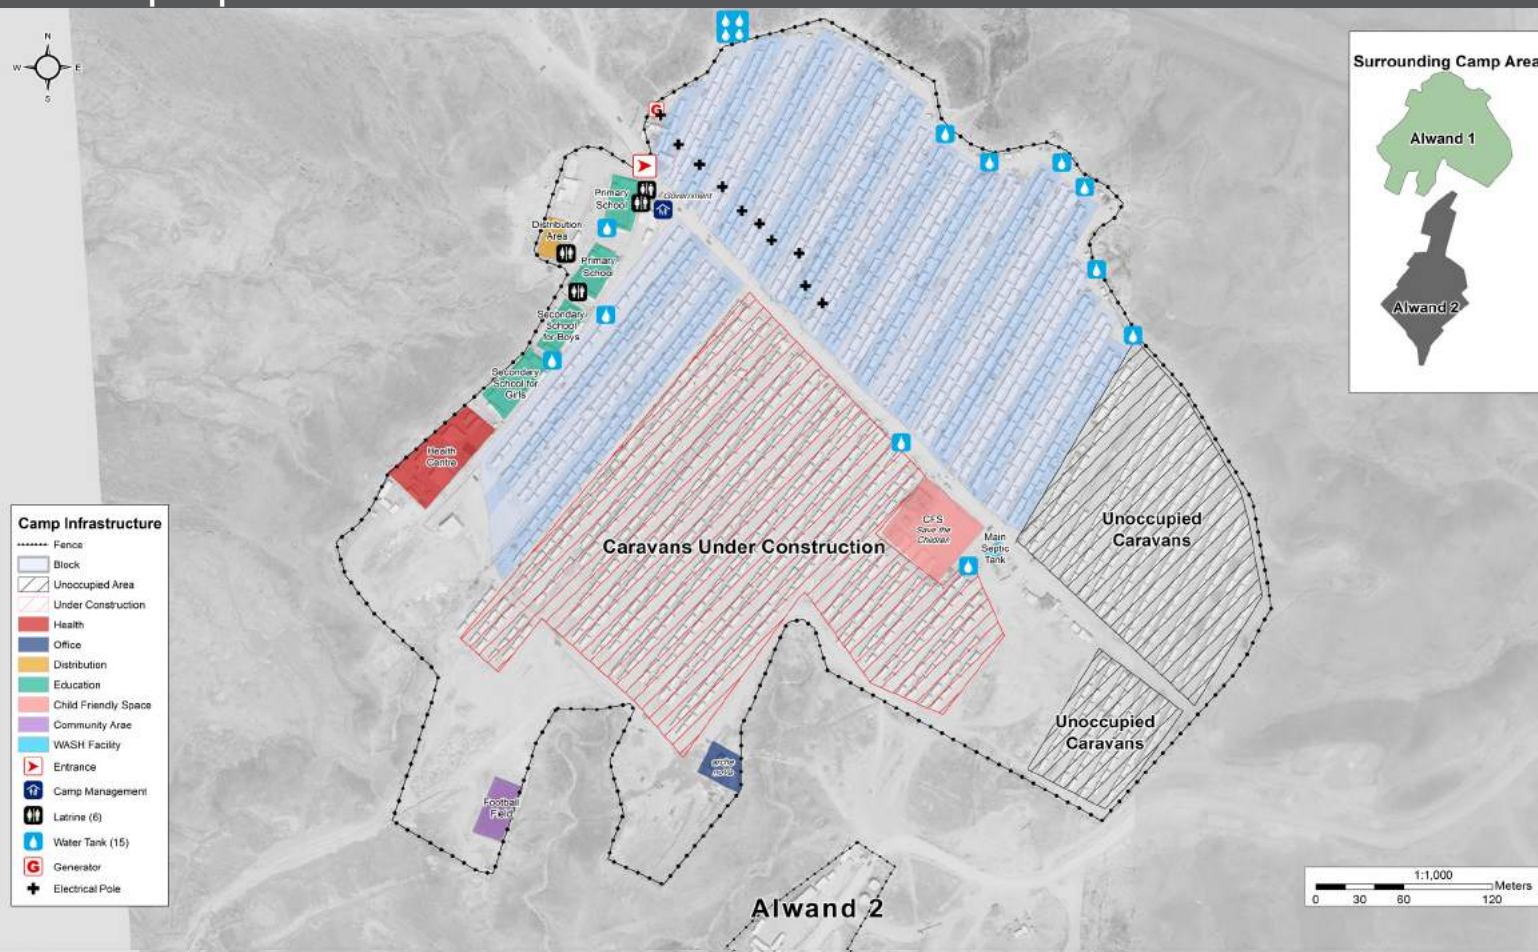 N
W
E
S
Surrounding Camp Area
Alwand 1
Alwand 2
G
Government
Primary
School
Distribution
Area
Primary
School
Secondary
School
for Boys
Secondary
School for
Girls
Health
Centre
CFS
Save the
Children
Main
Septic
Tank
Caravans Under Construction
Unoccupied
Caravans
Unoccupied
Caravans
arche
noVa
Football
Field
Alwand 2
Camp Infrastructure
Fence
Block
Unoccupied Area
Under Construction
Health
Office
Distribution
Education
Child Friendly Space
Community Arae
WASH Facility
Entrance
Camp Management
Latrine (6)
Water Tank (15)
G Generator
Electrical Pole
1:1,000
Meters
0 30 60 120